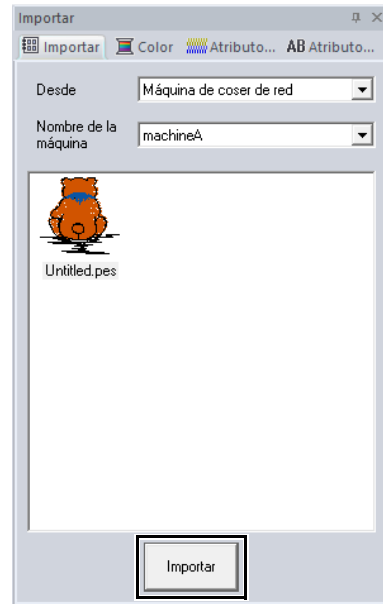 Importar
Importar Color Atributo... AB Atributo...
Desde Máquina de coser de red
Nombre de la
máquina
machineA
Untitled.pes
Importar